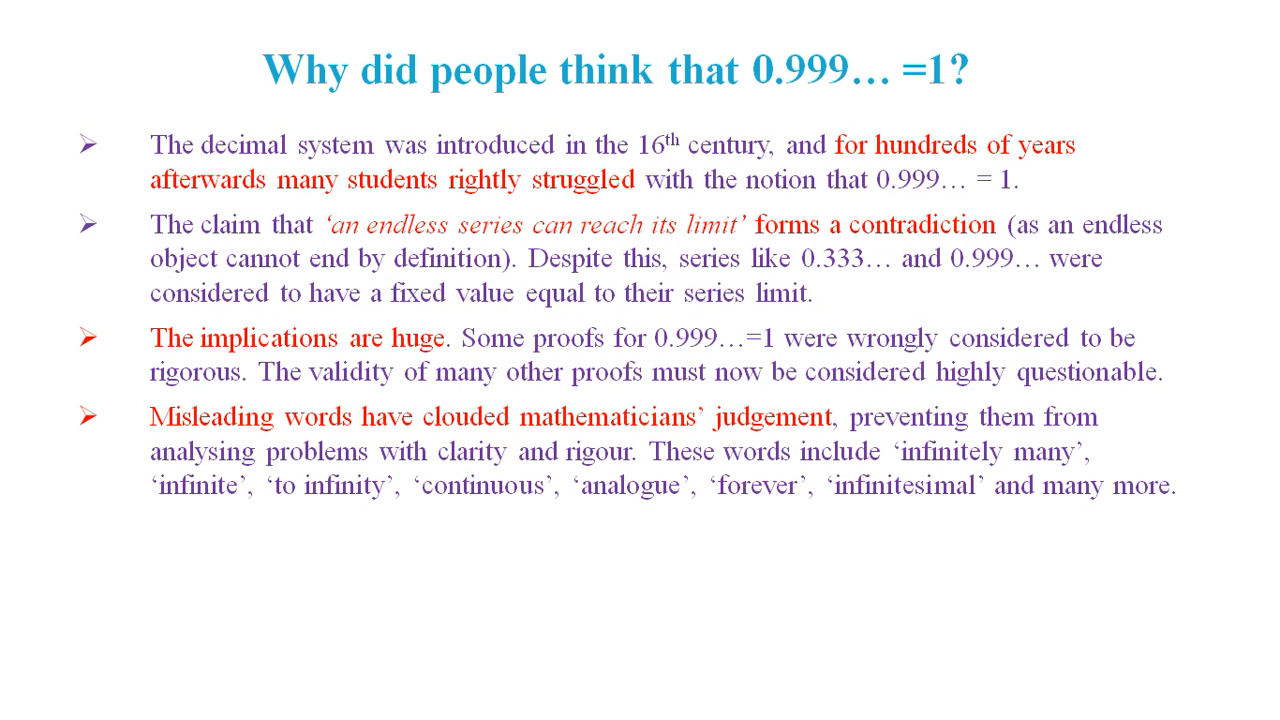 Why did people think that 0.999… =1?
➢ The decimal system was introduced in the 16th century, and for hundreds of years
afterwards many students rightly struggled with the notion that 0.999… = 1.
➢ The claim that ‘an endless series can reach its limit’ forms a contradiction (as an endless
object cannot end by definition). Despite this, series like 0.333… and 0.999… were
considered to have a fixed value equal to their series limit.
➢ The implications are huge. Some proofs for 0.999…=1 were wrongly considered to be
rigorous. The validity of many other proofs must now be considered highly questionable.
➢ Misleading words have clouded mathematicians’ judgement, preventing them from
analysing problems with clarity and rigour. These words include ‘infinitely many’,
‘infinite’, ‘to infinity’, ‘continuous’, ‘analogue’, ‘forever’, ‘infinitesimal’ and many more.